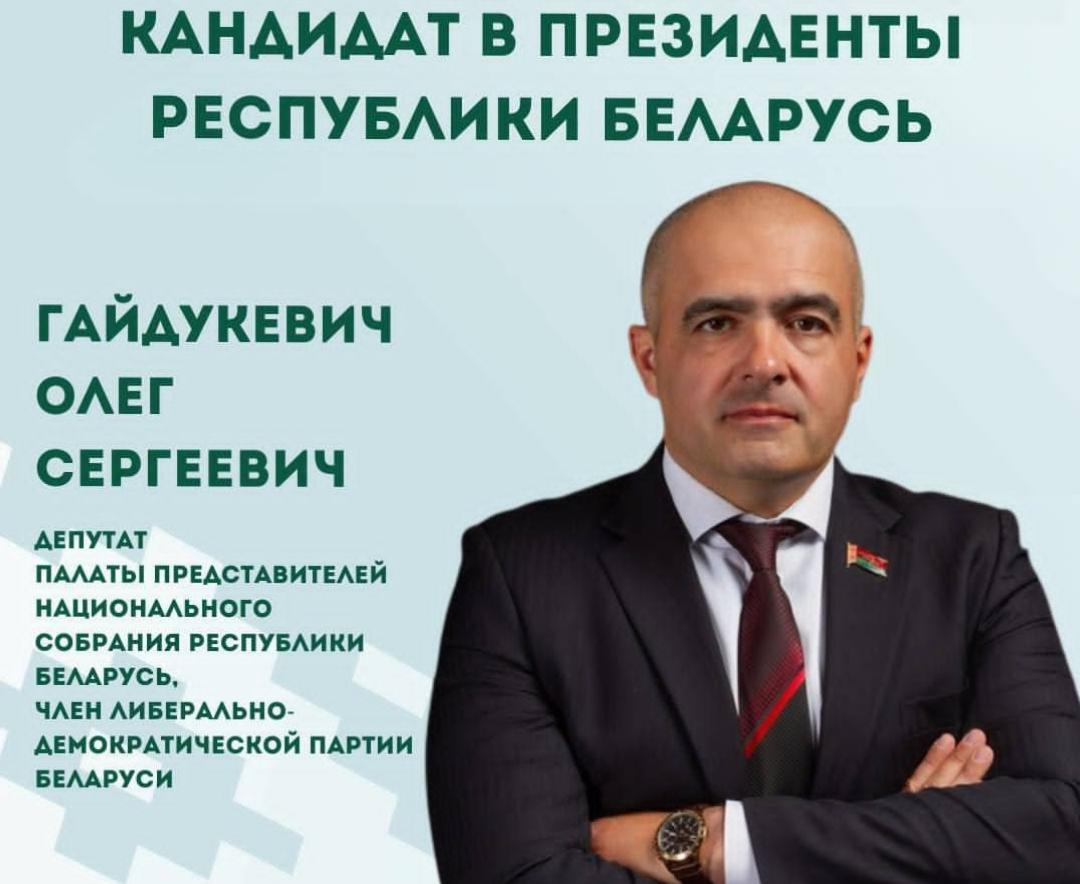 КАНДИДАТ В ПРЕЗИДЕНТЫ
РЕСПУБЛИКИ БЕЛАРУСЬ
ГАЙДУКЕВИЧ
ОЛЕГ
СЕРГЕЕВИЧ
ДЕПУТАТ
ПАЛАТЫ ПРЕДСТАВИТЕЛЕЙ
НАЦИОНАЛЬНОГО
СОБРАНИЯ РЕСПУБЛИКИ
БЕЛАРУСЬ,
ЧЛЕН ЛИБЕРАЛЬНО-
ДЕМОКРАТИЧЕСКОЙ ПАРТИИ
БЕЛАРУСИ